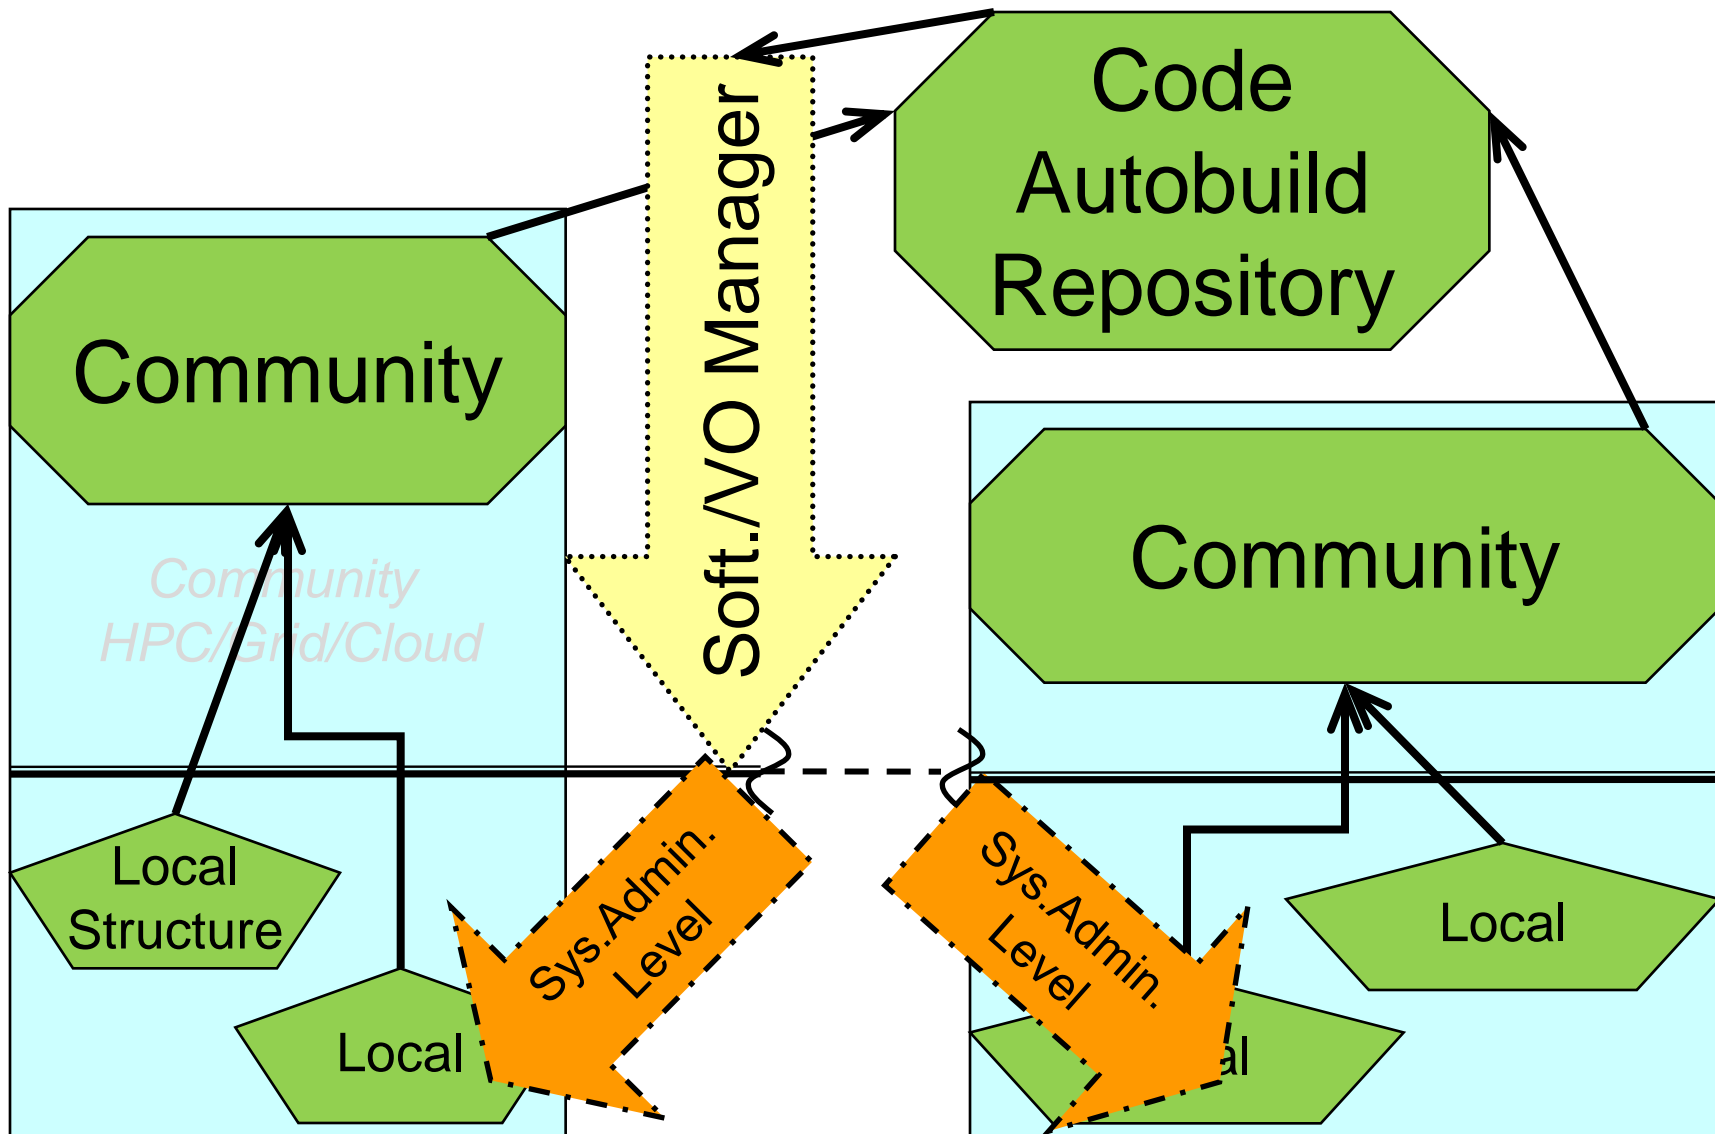 Code
Autobuild
Repository
Soft./VO Manager
Community
Community
HPC/Grid/Cloud
Community
Local
Structure
Local
Sys.Admin.
Level
Sys.Admin.
Level
Local